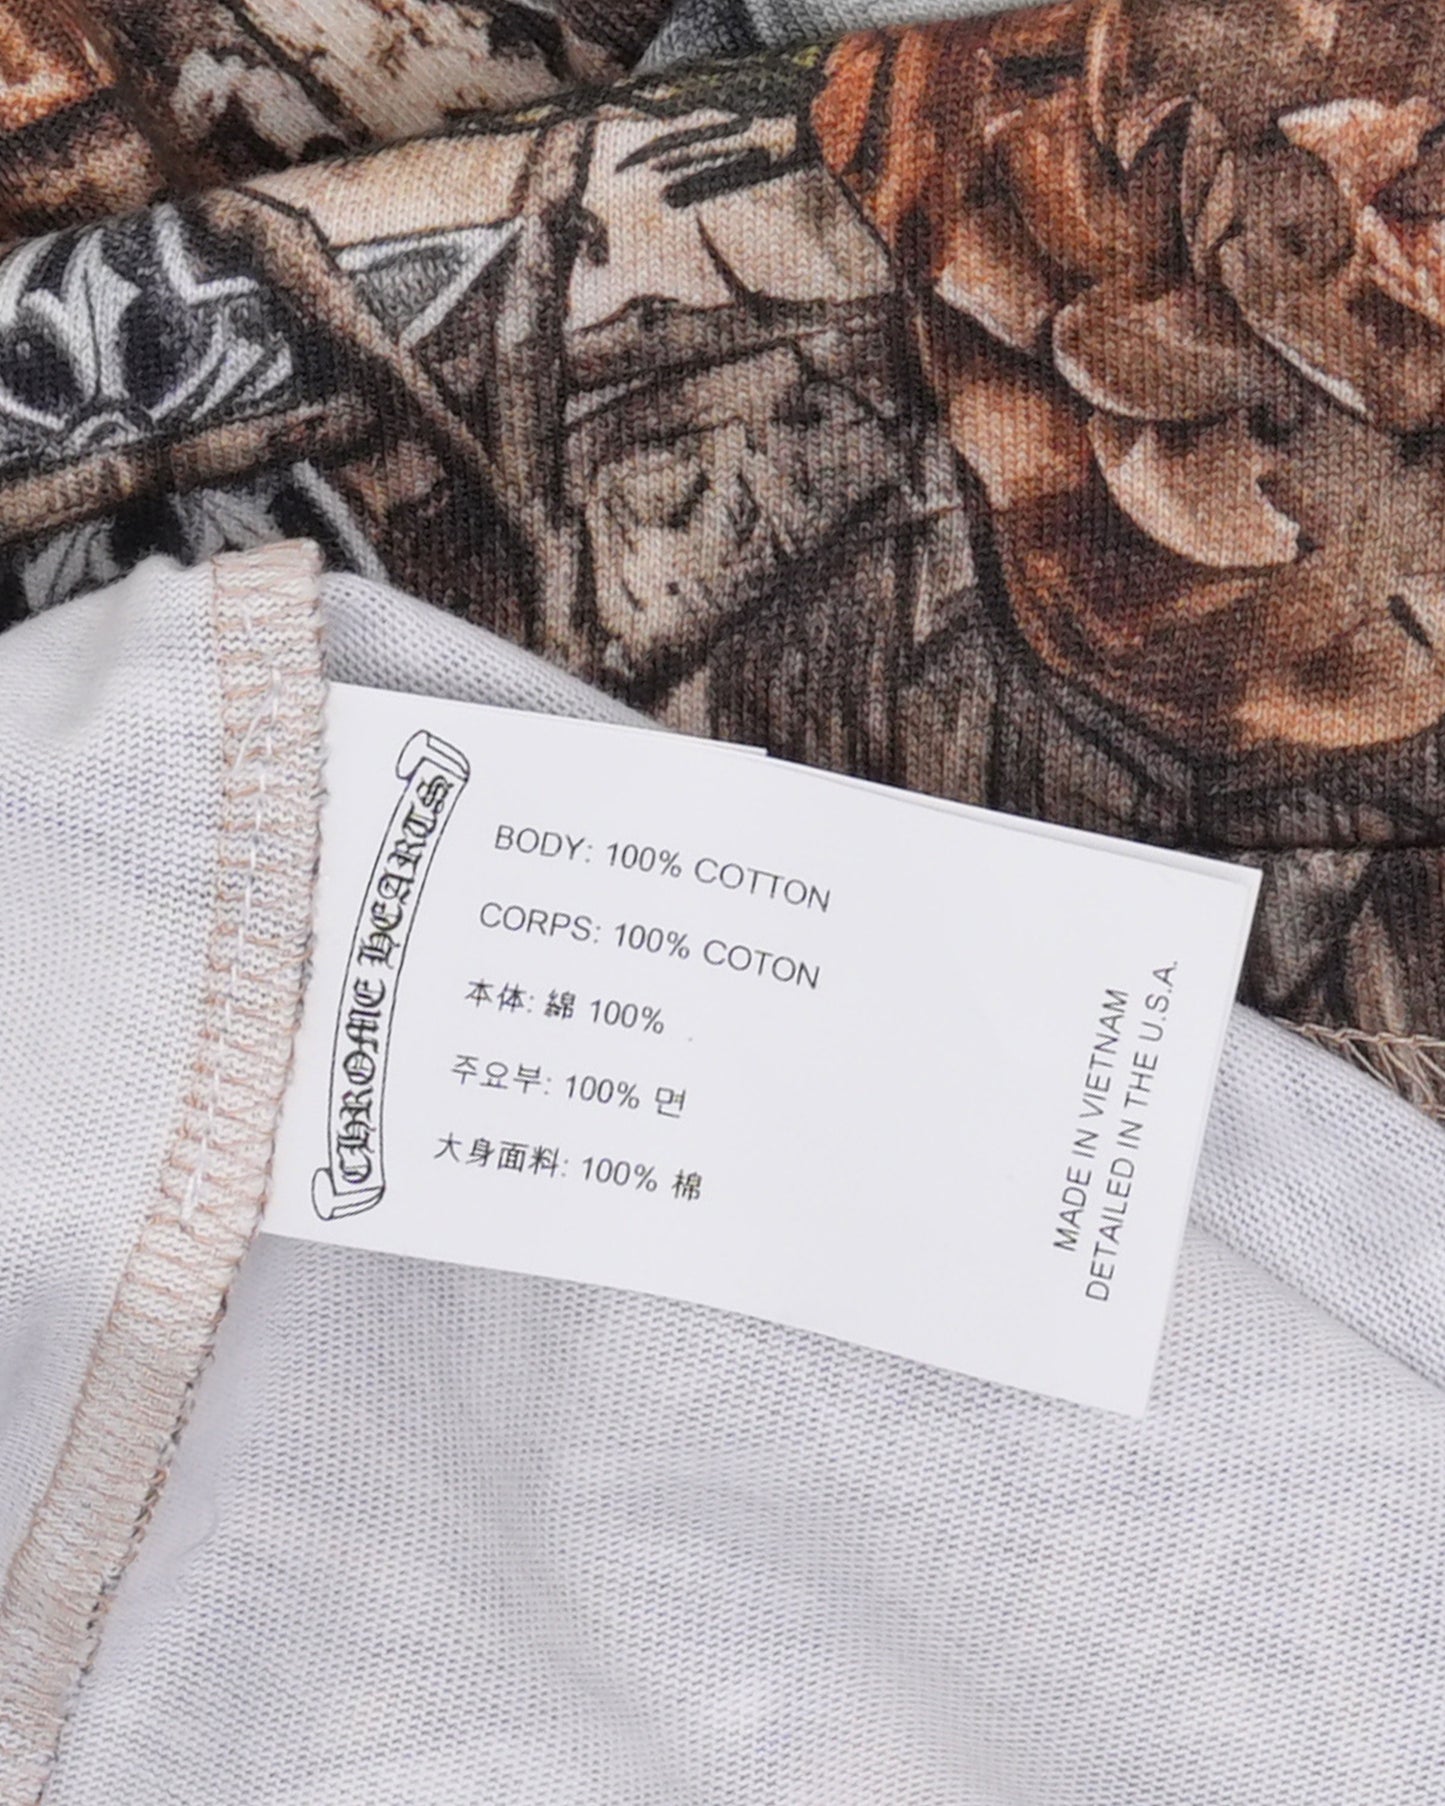 CHROME HEARTS
BODY: 100% COTTON
CORPS: 100% COTON
本体: 綿 100%
주요부: 100% 면
大身面料: 100% 棉
MADE IN VIETNAM
DETAILED IN THE U.S.A.